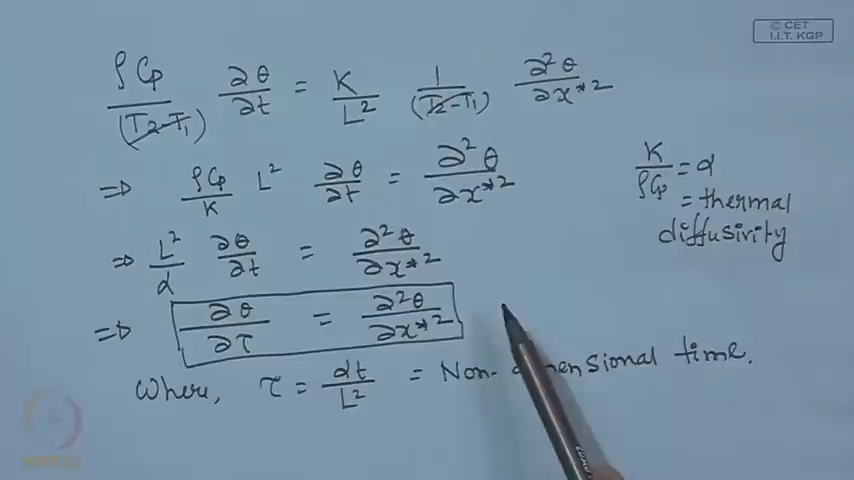 © CET
I.I.T. KGP
ρCp/(T2-T1) ∂θ/∂t = K/L² 1/(T2-T1) ∂²θ/∂x*²
⇒ ρCp/K L² ∂θ/∂t = ∂²θ/∂x*²
K/ρCp = α
= thermal
diffusivity
⇒ L²/α ∂θ/∂t = ∂²θ/∂x*²
⇒ ∂θ/∂τ = ∂²θ/∂x*²
Where, τ = αt/L² = Non-dimensional time.